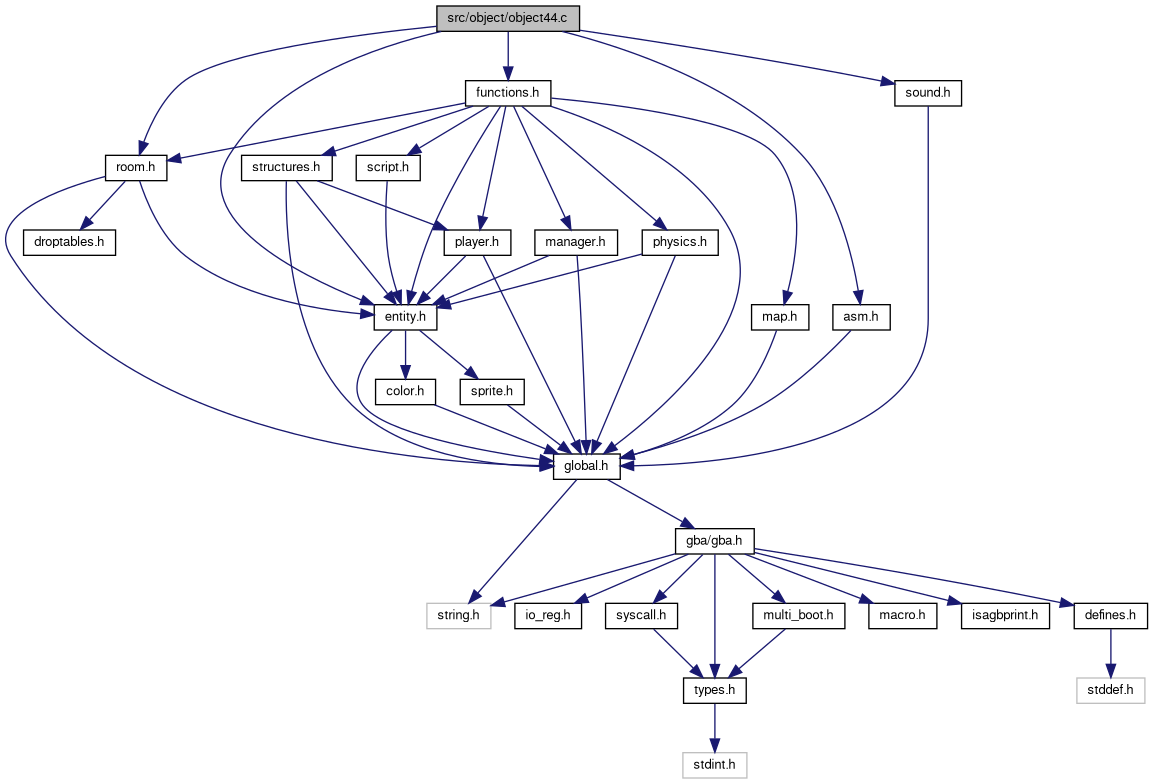 src/object/object44.c
functions.h
sound.h
room.h
structures.h
script.h
droptables.h
player.h
manager.h
physics.h
entity.h
map.h
asm.h
color.h
sprite.h
global.h
gba/gba.h
string.h
io_reg.h
syscall.h
multi_boot.h
macro.h
isagbprint.h
defines.h
types.h
stddef.h
stdint.h